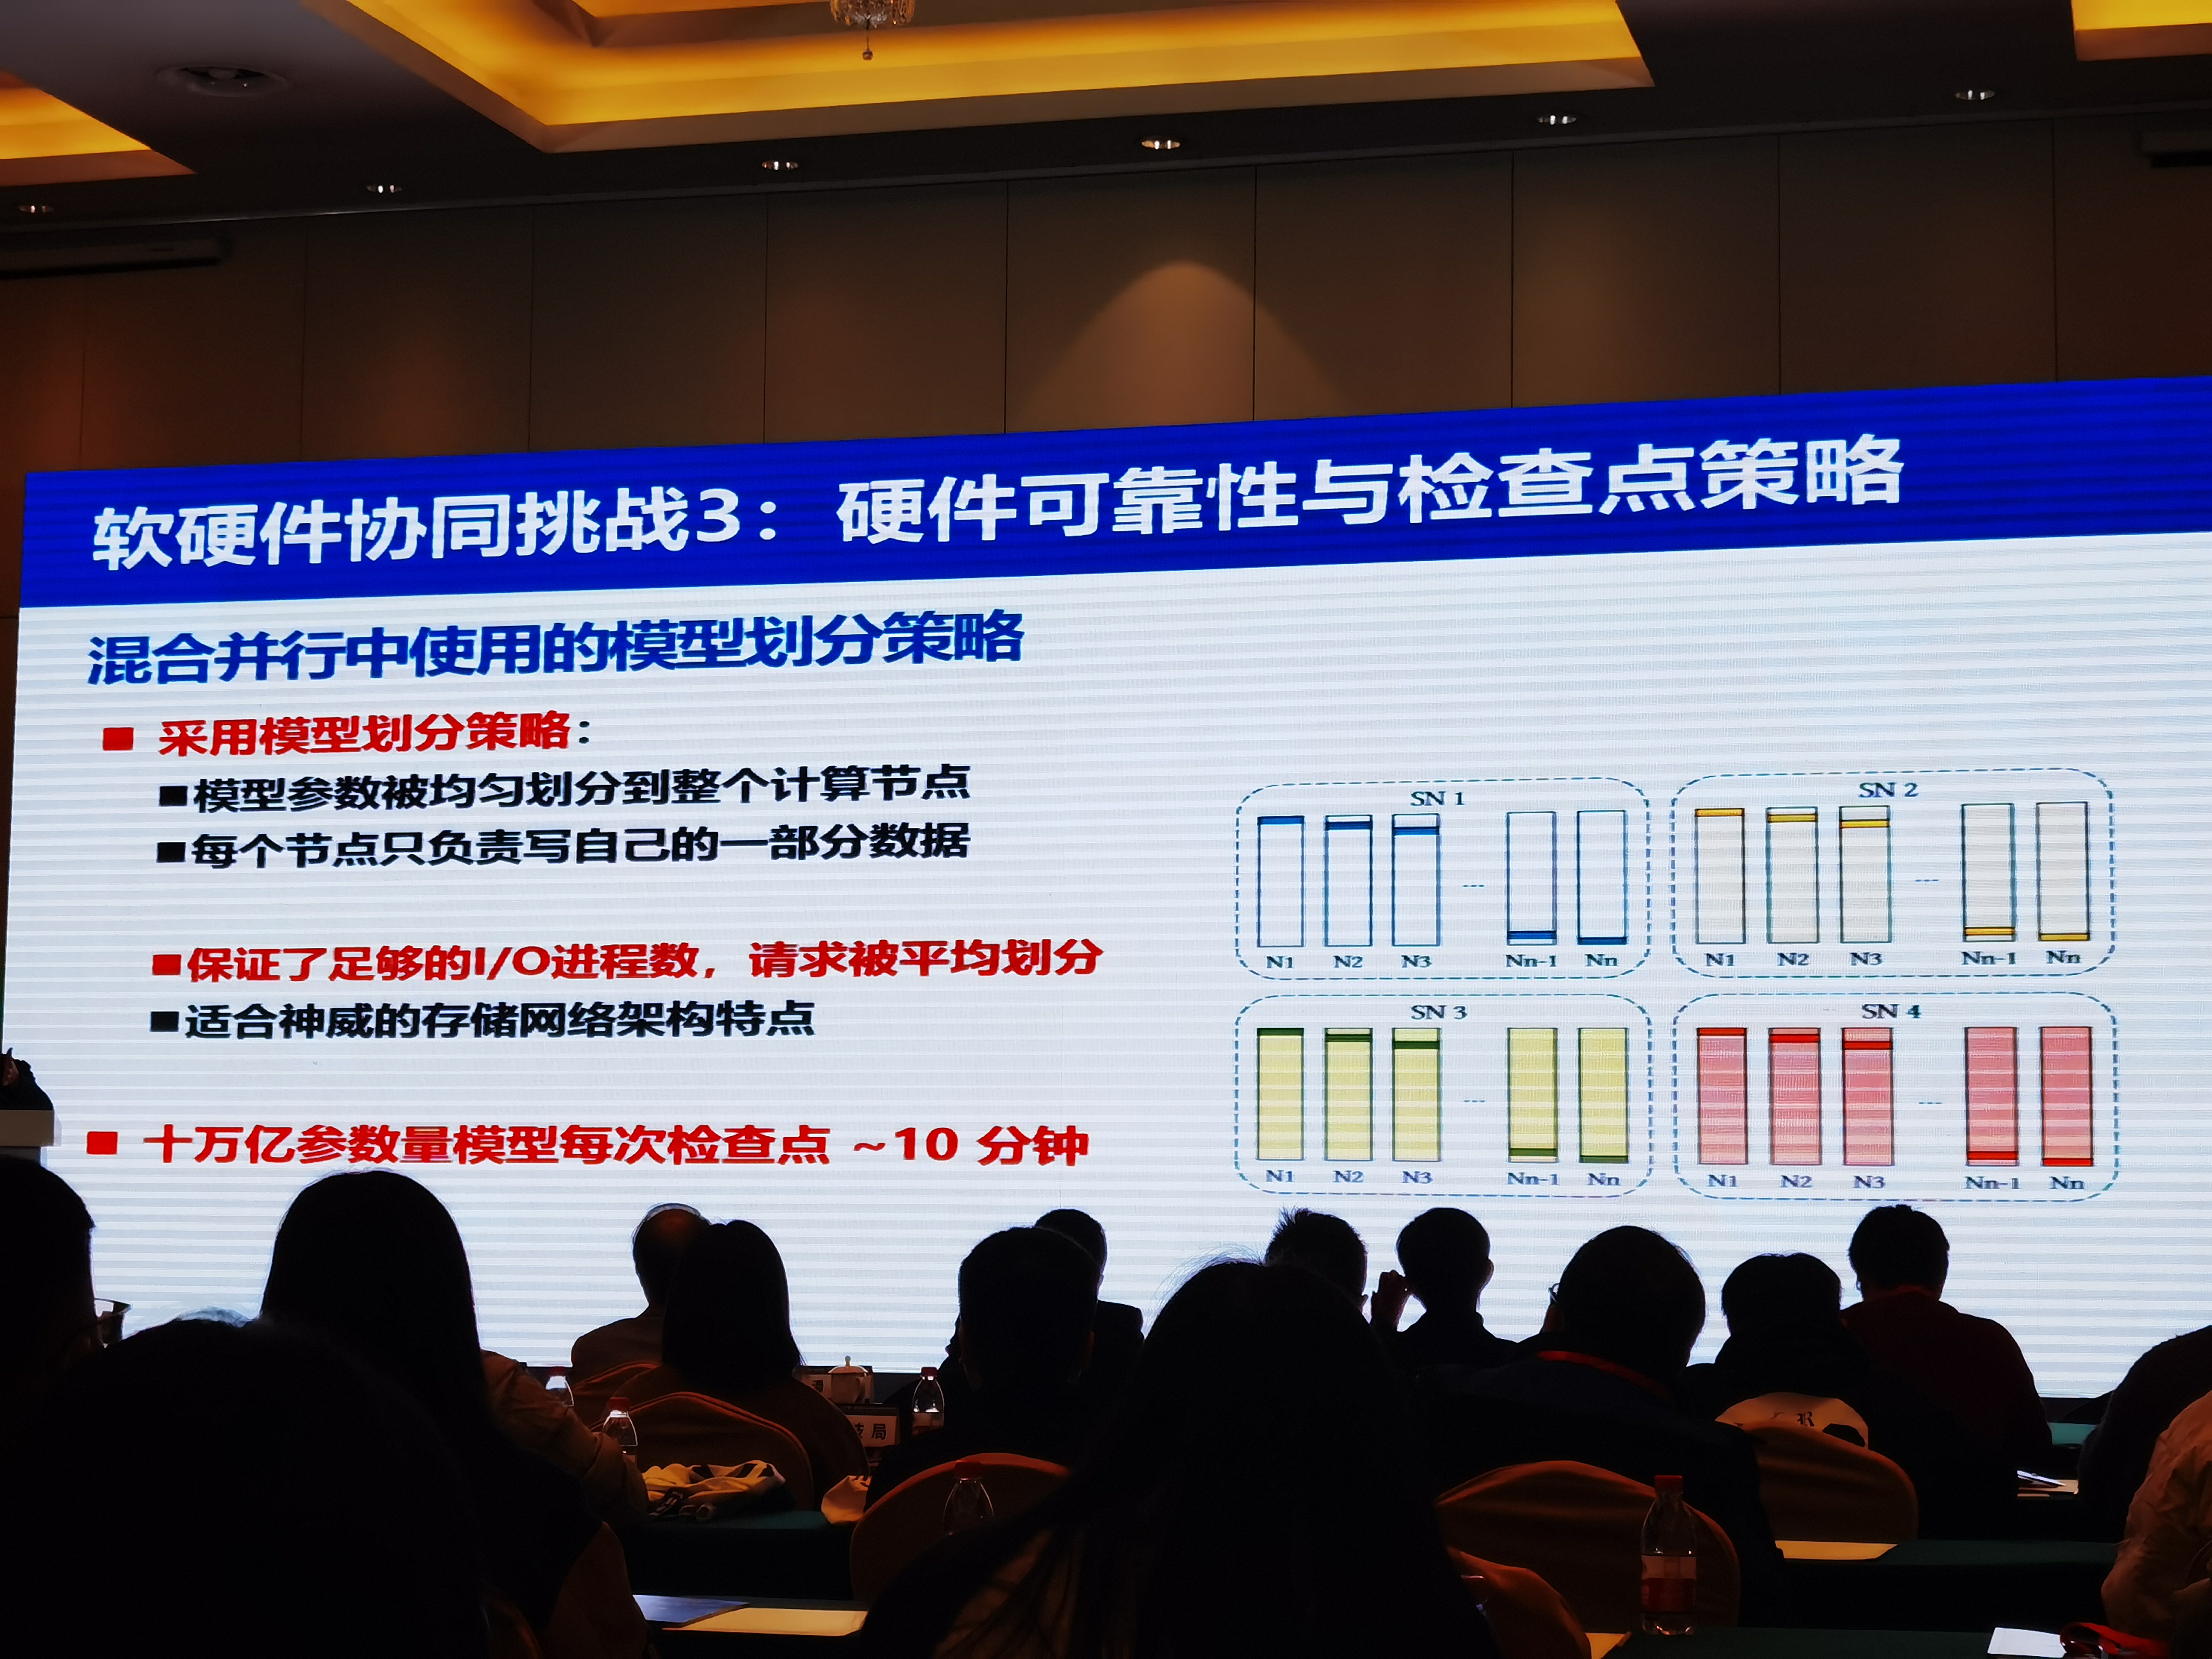 软硬件协同挑战3：硬件可靠性与检查点策略
混合并行中使用的模型划分策略
采用模型划分策略：
模型参数被均匀划分到整个计算节点
每个节点只负责写自己的一部分数据
保证了足够的I/O进程数，请求被平均划分
适合神威的存储网络架构特点
十万亿参数量模型每次检查点 ~10 分钟
SN 1
N1 N2 N3 --- Nn-1 Nn
SN 2
N1 N2 N3 --- Nn-1 Nn
SN 3
N1 N2 N3 --- Nn-1 Nn
SN 4
N1 N2 N3 --- Nn-1 Nn
局